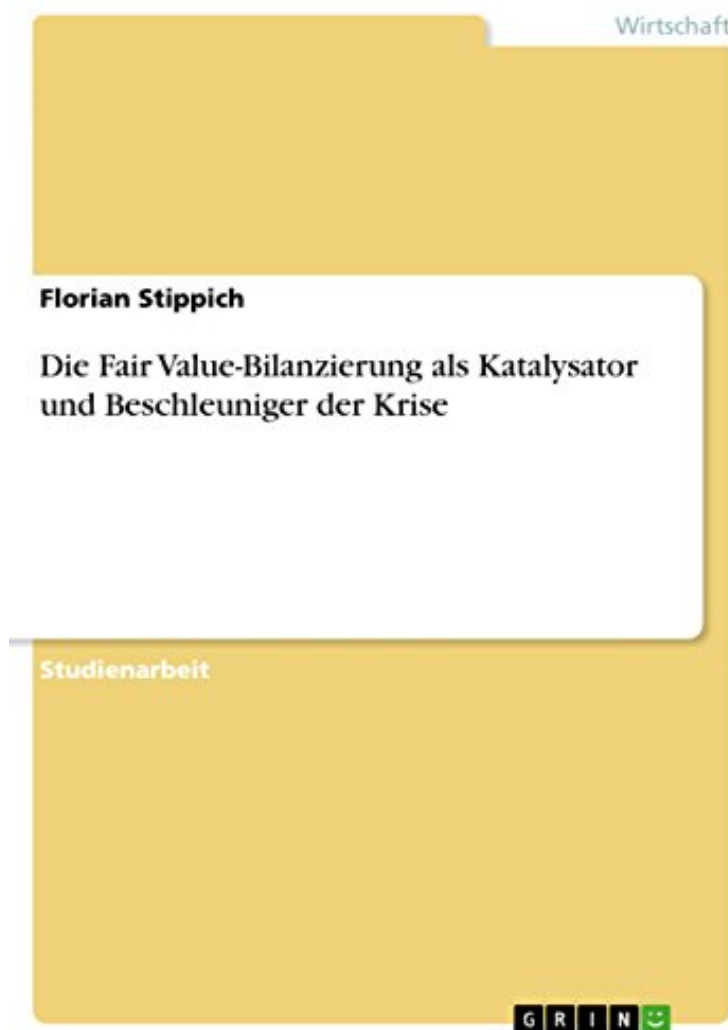 Wirtschaft
Florian Stippich
Die Fair Value-Bilanzierung als Katalysator
und Beschleuniger der Krise
Studienarbeit
GRIN